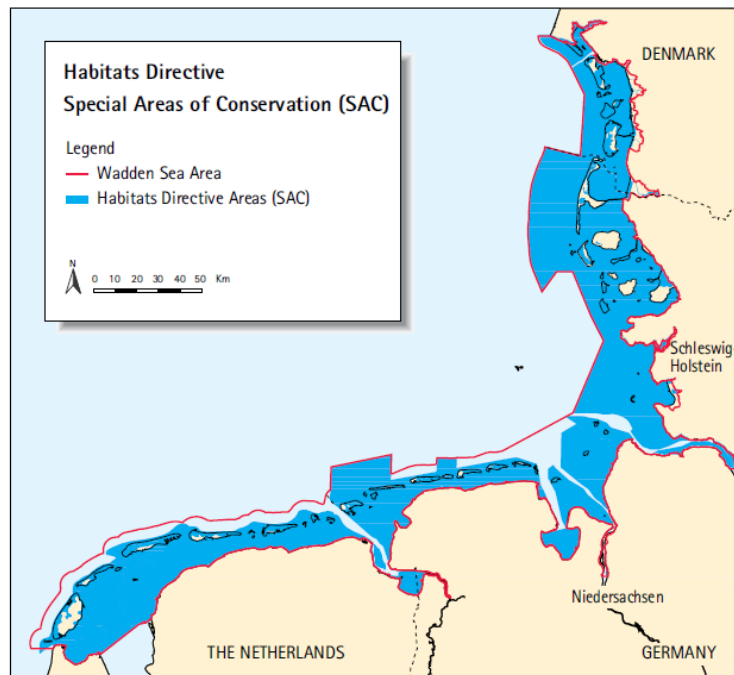 Habitats Directive
Special Areas of Conservation (SAC)
Legend
Wadden Sea Area
Habitats Directive Areas (SAC)
N
0 10 20 30 40 50 Km
DENMARK
Schleswig-
Holstein
Niedersachsen
THE NETHERLANDS
GERMANY